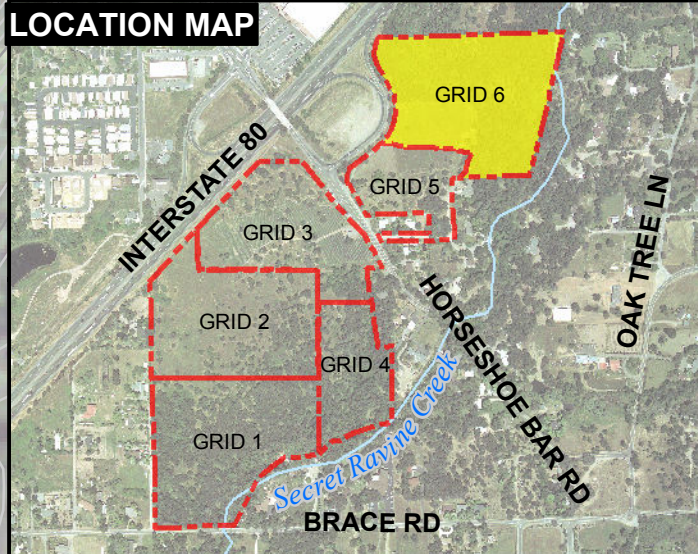 LOCATION MAP
GRID 6
INTERSTATE 80
GRID 5
GRID 3
OAK TREE LN
GRID 2
HORSESHOE BAR RD
GRID 4
GRID 1
Secret Ravine Creek
BRACE RD